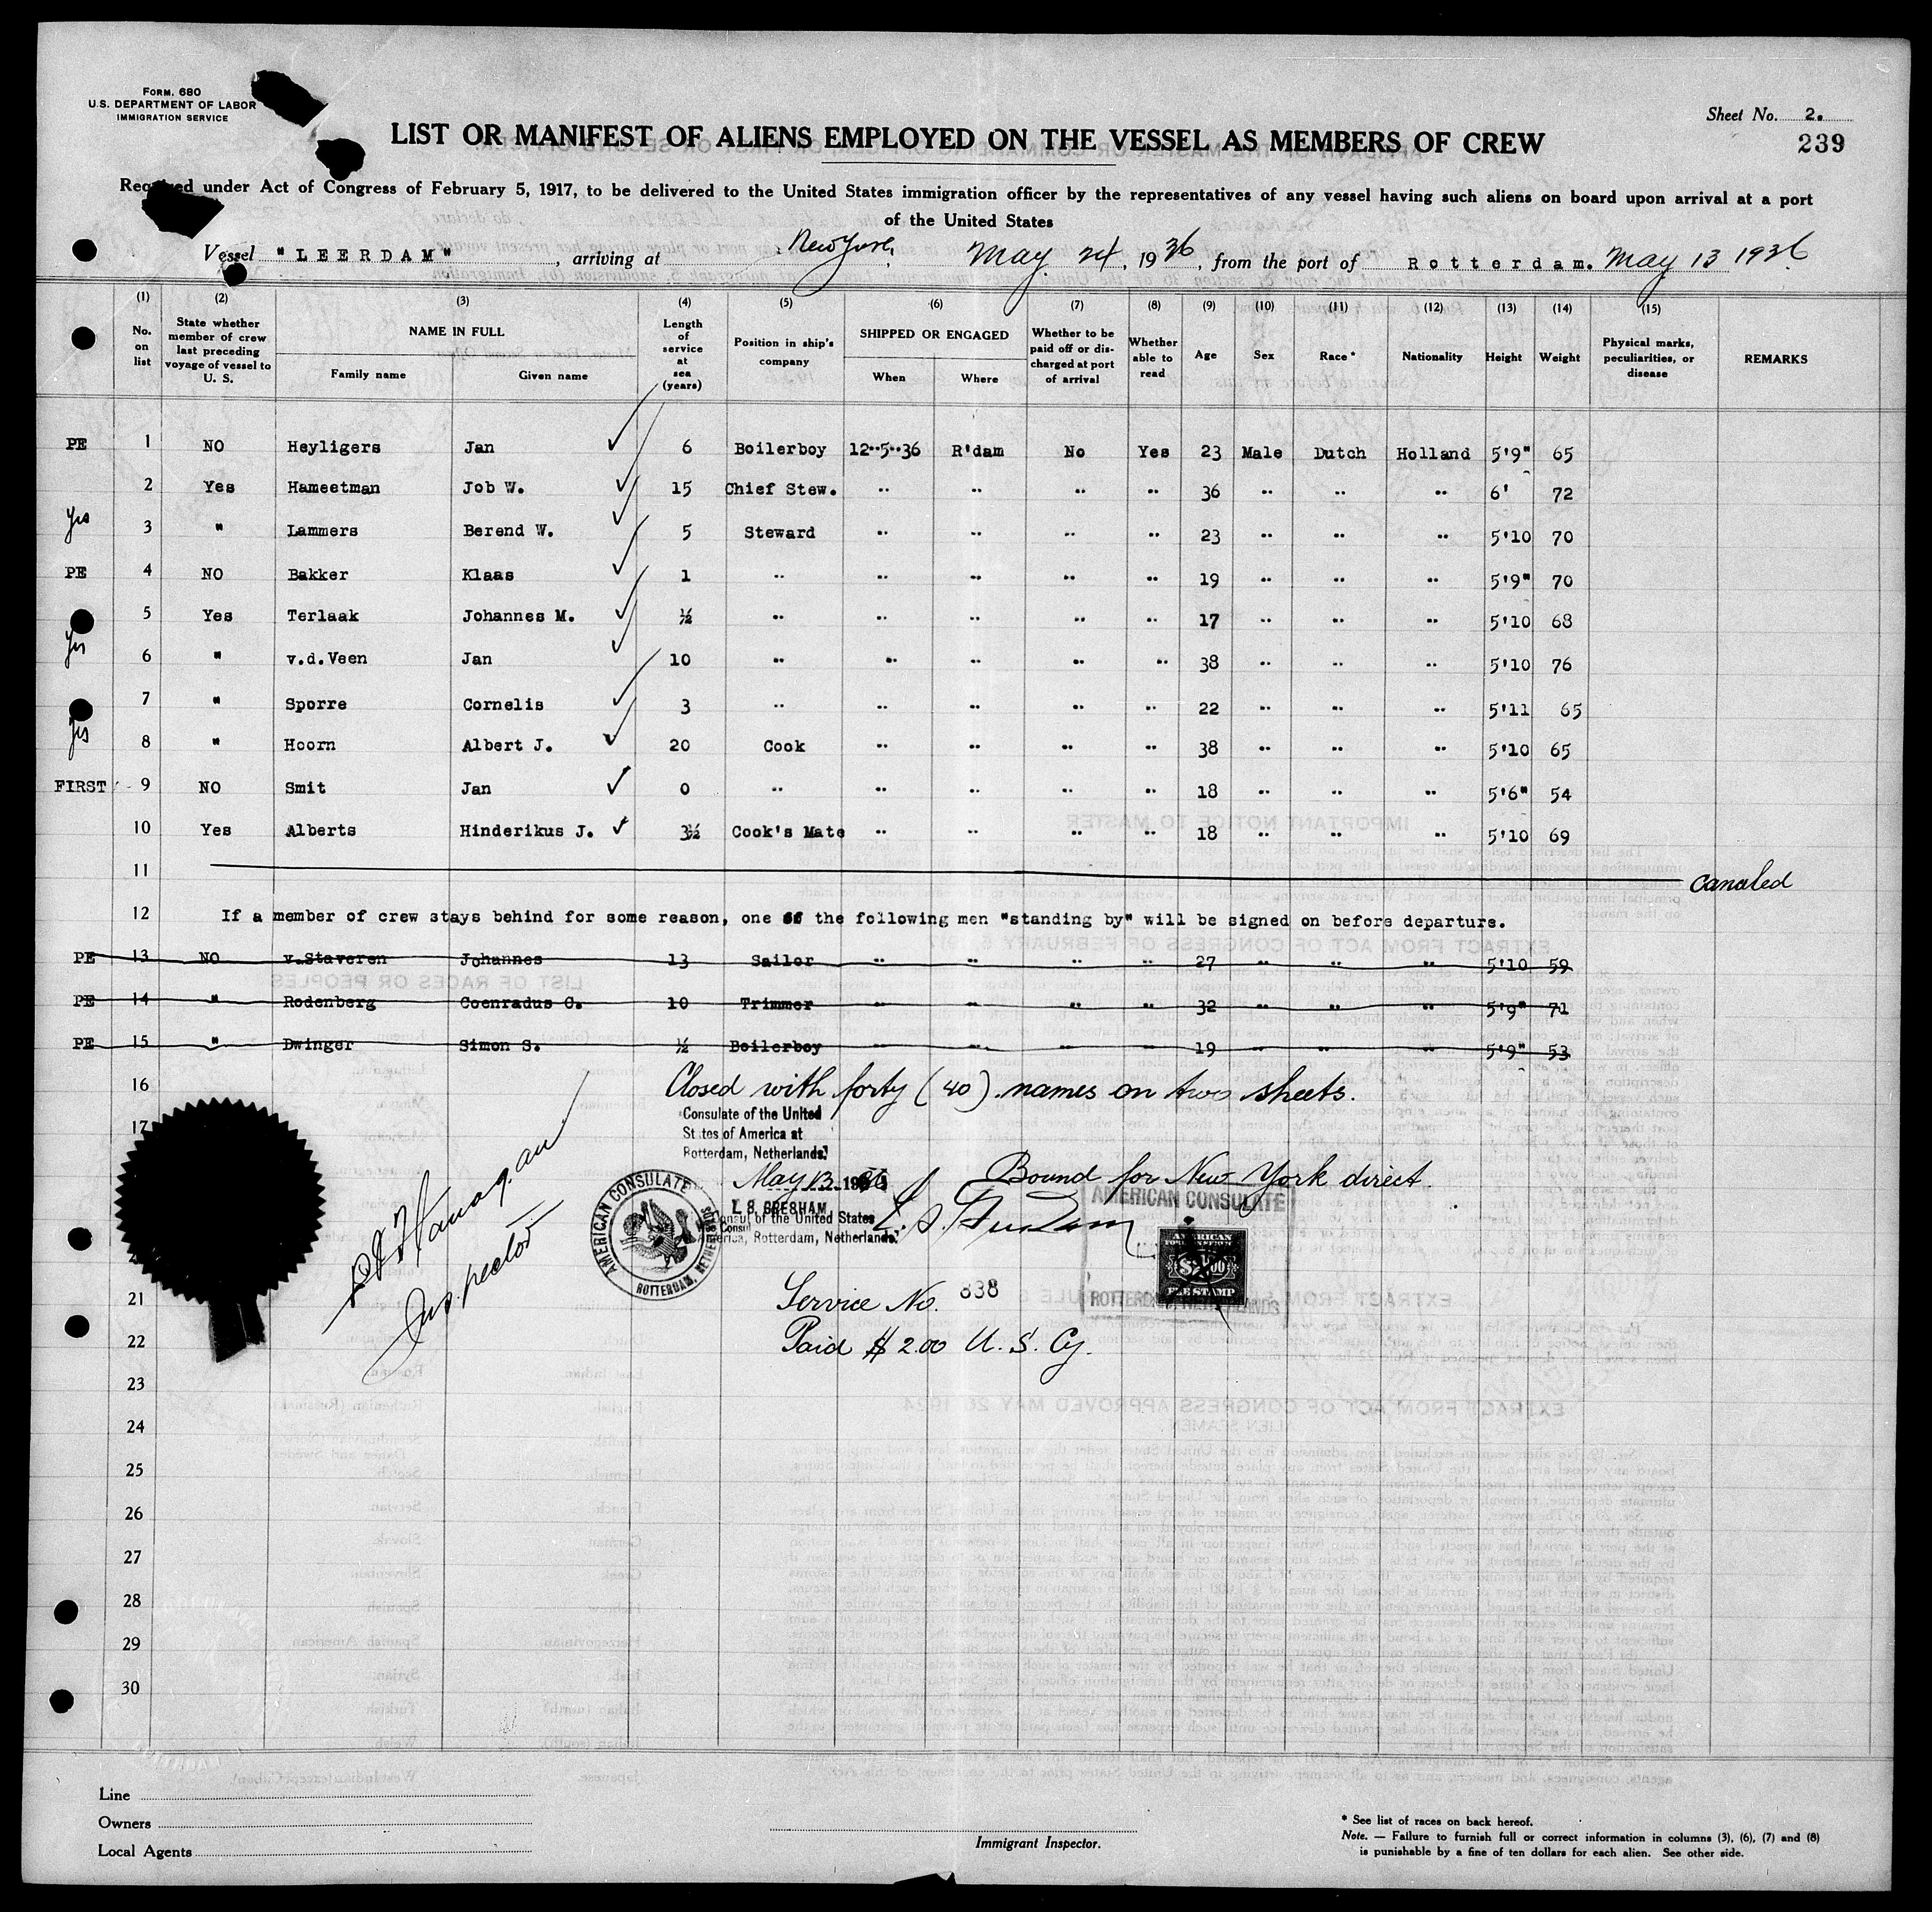 FORM. 680
U.S. DEPARTMENT OF LABOR
IMMIGRATION SERVICE
Sheet No. 2.
239
LIST OR MANIFEST OF ALIENS EMPLOYED ON THE VESSEL AS MEMBERS OF CREW
under Act of Congress of February 5, 1917, to be delivered to the United States immigration officer by the representatives of any vessel having such aliens on board upon arrival at a port
of the United States
Vessel "LEERDAM", arriving at New York, May 24, 1936, from the port of Rotterdam. May 13 1936
(1) (2) (3) (4) (5) (6) (7) (8) (9) (10) (11) (12) (13) (14) (15)
No. on list State whether member of crew last preceding voyage of vessel to U. S. NAME IN FULL Family name Given name Length of service at sea (years) Position in ship's company SHIPPED OR ENGAGED When Where Whether to be paid off or discharged at port of arrival Whether able to read Age Sex Race* Nationality Height Weight Physical marks, peculiarities, or disease REMARKS
PE 1 NO Heyligers Jan ✓ 6 Boilerboy 12-5-36 R'dam No Yes 23 Male Dutch Holland 5'9" 65
2 Yes Hameetman Job W. ✓ 15 Chief Stew. " " " " 36 " " " 6' 72
yes 3 " Lammers Berend W. ✓ 5 Steward " " " " 23 " " " 5'10 70
PE 4 NO Bakker Klaas ✓ 1 " " " " " 19 " " " 5'9" 70
5 Yes Terlaak Johannes M. ✓ ½ " " " " " 17 " " " 5'10 68
yes 6 " v.d.Veen Jan ✓ 10 " " " " " 38 " " " 5'10 76
7 " Sporre Cornelis ✓ 3 " " " " " 22 " " " 5'11 65
yes 8 " Hoorn Albert J. ✓ 20 Cook " " " " 38 " " " 5'10 65
FIRST 9 NO Smit Jan ✓ 0 " " " " " 18 " " " 5'6" 54
10 Yes Alberts Hinderikus J. ✓ 3½ Cook's Mate " " " " 18 " " " 5'10 69
11 canceled
12 If a member of crew stays behind for some reason, one of the following men "standing by" will be signed on before departure.
PE 13 NO v.Staveren Johannes 13 Sailor " " " " 27 " " " 5'10 59
PE 14 " Rodenberg Coenradus C. 10 Trimmer " " " " 32 " " " 5'9" 71
PE 15 " Dwinger Simon S. ½ Boilerboy " " " " 19 " " " 5'9" 53
16 Closed with forty (40) names on two sheets.
17 Consulate of the United
States of America at
Rotterdam, Netherlands.
May 13 1936
Bound for New York direct.
L. S. GRESHAM
Vice Consul of the United States
America, Rotterdam, Netherlands.
AMERICAN CONSULATE
ROTTERDAM, NETHERLANDS
AMERICAN CONSULATE
ROTTERDAM, NETHERLANDS
AMERICAN
$2.00
FEE STAMP
Inspector
21 Service No. 838
22 Paid $2.00 U. S. Cy.
23
24
25
26
27
28
29
30
Line
Owners
Local Agents
Immigrant Inspector.
* See list of races on back hereof.
Note. — Failure to furnish full or correct information in columns (3), (6), (7) and (8)
is punishable by a fine of ten dollars for each alien. See other side.